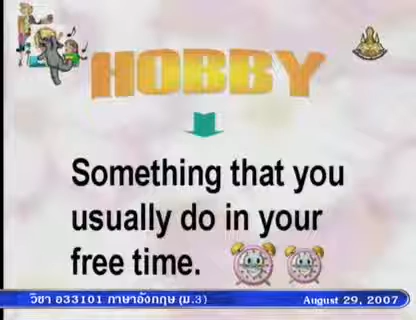 HOBBY
Something that you
usually do in your
free time.
วิชา อ33101 ภาษาอังกฤษ (ม.3)
August 29, 2007